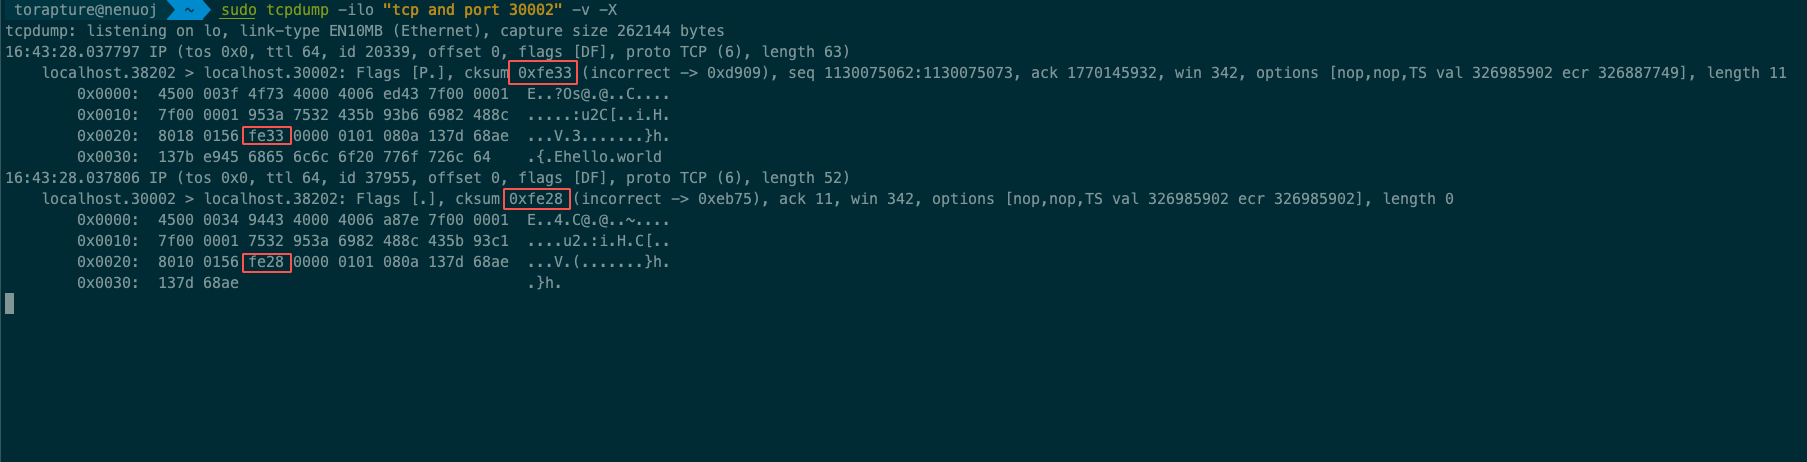 torapture@nenuoj ~ sudo tcpdump -ilo "tcp and port 30002" -v -X
tcpdump: listening on lo, link-type EN10MB (Ethernet), capture size 262144 bytes
16:43:28.037797 IP (tos 0x0, ttl 64, id 20339, offset 0, flags [DF], proto TCP (6), length 63)
    localhost.38202 > localhost.30002: Flags [P.], cksum 0xfe33 (incorrect -> 0xd909), seq 1130075062:1130075073, ack 1770145932, win 342, options [nop,nop,TS val 326985902 ecr 326887749], length 11
        0x0000:  4500 003f 4f73 4000 4006 ed43 7f00 0001  E..?Os@.@..C....
        0x0010:  7f00 0001 953a 7532 435b 93b6 6982 488c  .....:u2C[..i.H.
        0x0020:  8018 0156 fe33 0000 0101 080a 137d 68ae  ...V.3.......}h.
        0x0030:  137b e945 6865 6c6c 6f20 776f 726c 64    .{.Ehello.world
16:43:28.037806 IP (tos 0x0, ttl 64, id 37955, offset 0, flags [DF], proto TCP (6), length 52)
    localhost.30002 > localhost.38202: Flags [.], cksum 0xfe28 (incorrect -> 0xeb75), ack 11, win 342, options [nop,nop,TS val 326985902 ecr 326985902], length 0
        0x0000:  4500 0034 9443 4000 4006 a87e 7f00 0001  E..4.C@.@..~....
        0x0010:  7f00 0001 7532 953a 6982 488c 435b 93c1  ....u2.:i.H.C[..
        0x0020:  8010 0156 fe28 0000 0101 080a 137d 68ae  ...V.(.......}h.
        0x0030:  137d 68ae                                .}h.